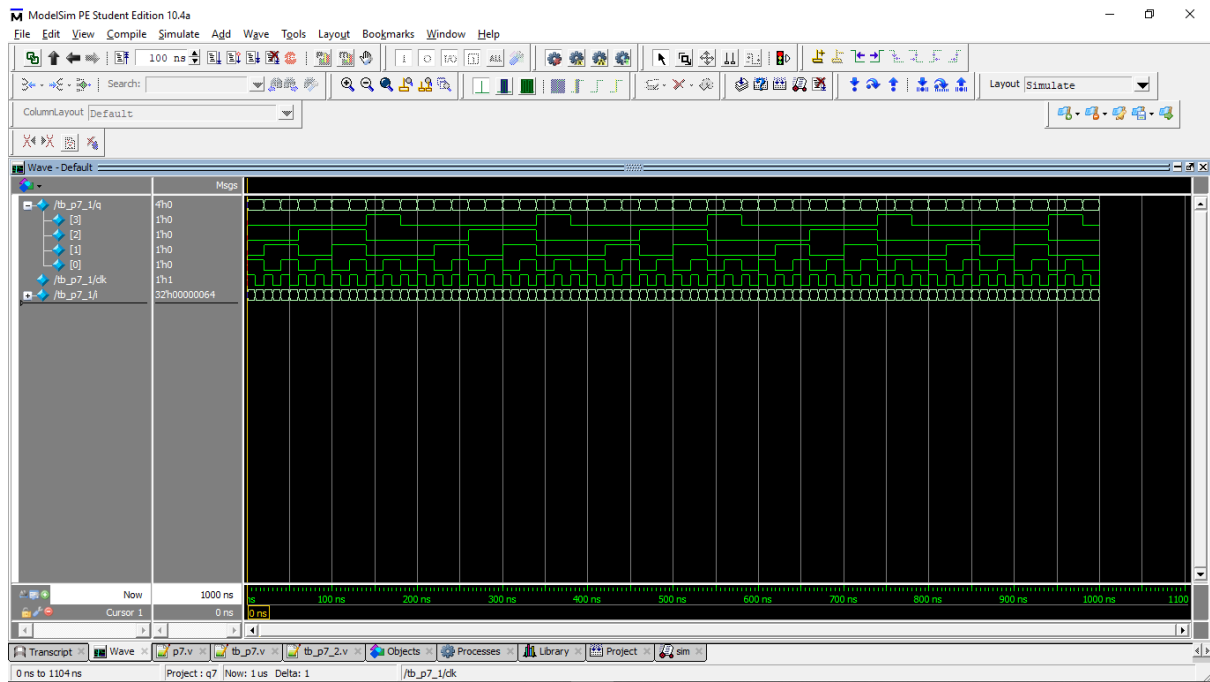 ModelSim PE Student Edition 10.4a
File Edit View Compile Simulate Add Wave Tools Layout Bookmarks Window Help
100 ns
Search:
Layout Simulate
ColumnLayout Default
Wave - Default
Msgs
/tb_p7_1/q 4'h0
[3] 1'h0
[2] 1'h0
[1] 1'h0
[0] 1'h0
/tb_p7_1/clk 1'h1
/tb_p7_1/i 32'h00000064
Now 1000 ns
ns 100 ns 200 ns 300 ns 400 ns 500 ns 600 ns 700 ns 800 ns 900 ns 1000 ns 1100
Cursor 1 0 ns 0 ns
Transcript Wave p7.v tb_p7.v tb_p7_2.v Objects Processes Library Project sim
0 ns to 1104 ns Project : q7 Now: 1 us Delta: 1 /tb_p7_1/clk